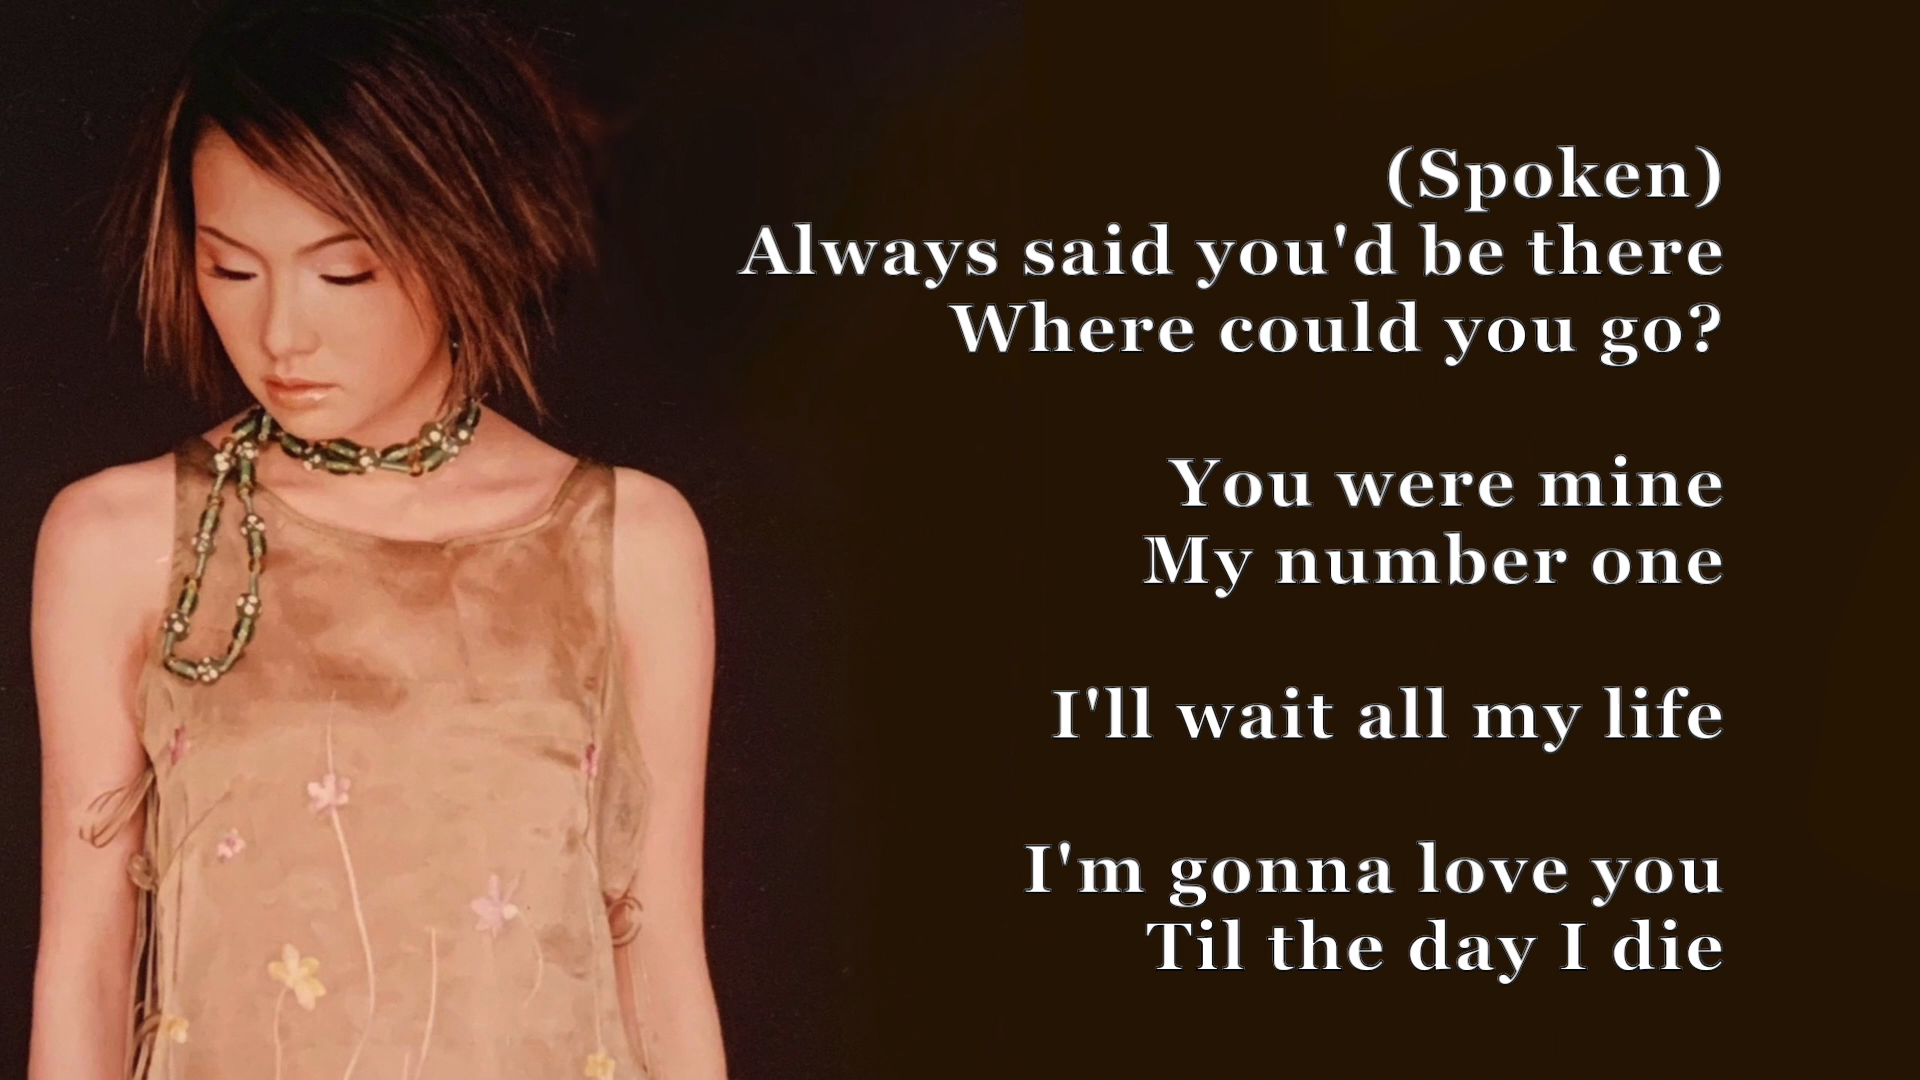 (Spoken)
Always said you'd be there
Where could you go?
You were mine
My number one
I'll wait all my life
I'm gonna love you
Til the day I die